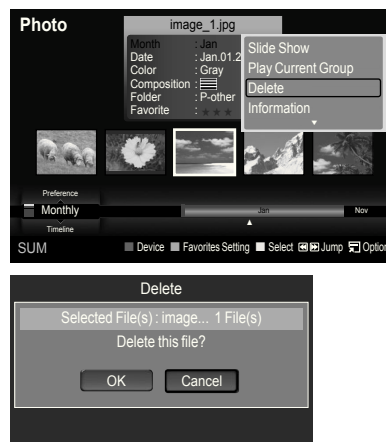 Photo
image_1.jpg
Month : Jan
Date : Jan.01.2
Color : Gray
Composition :
Folder : P-other
Favorite : ★ ★ ★
Slide Show
Play Current Group
Delete
Information
Preference
Monthly
Timeline
Jan
Nov
SUM
Device
Favorites Setting
Select
Jump
Option
Delete
Selected File(s) : image... 1 File(s)
Delete this file?
OK
Cancel